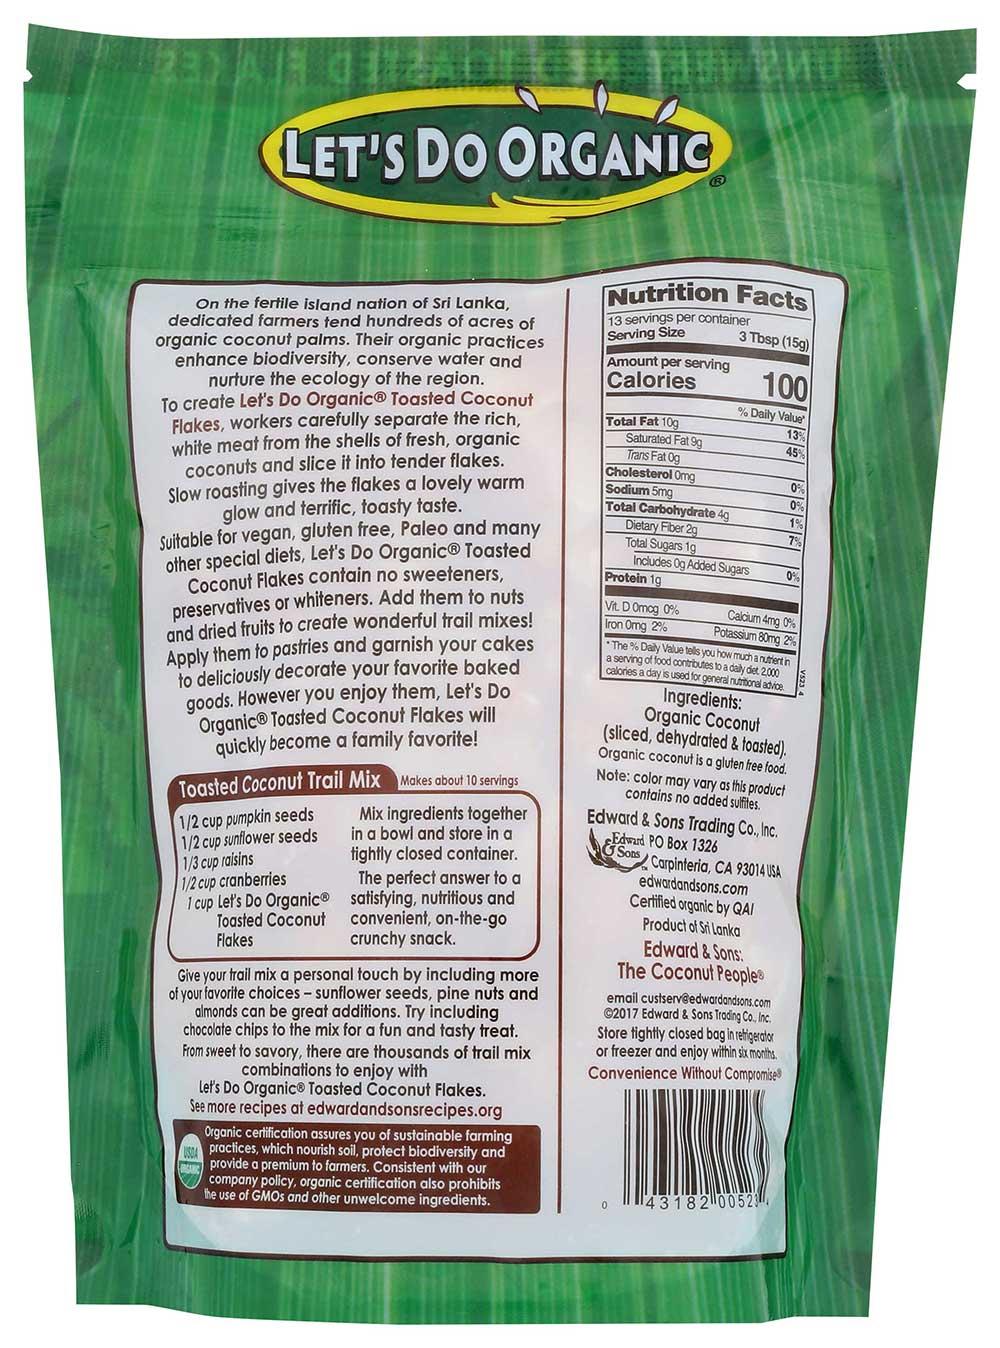 LET'S DO ORGANIC®
On the fertile island nation of Sri Lanka,
dedicated farmers tend hundreds of acres of
organic coconut palms. Their organic practices
enhance biodiversity, conserve water and
nurture the ecology of the region.
To create Let's Do Organic® Toasted Coconut
Flakes, workers carefully separate the rich,
white meat from the shells of fresh, organic
coconuts and slice it into tender flakes.
Slow roasting gives the flakes a lovely warm
glow and terrific, toasty taste.
Suitable for vegan, gluten free, Paleo and many
other special diets, Let's Do Organic® Toasted
Coconut Flakes contain no sweeteners,
preservatives or whiteners. Add them to nuts
and dried fruits to create wonderful trail mixes!
Apply them to pastries and garnish your cakes
to deliciously decorate your favorite baked
goods. However you enjoy them, Let's Do
Organic® Toasted Coconut Flakes will
quickly become a family favorite!
Toasted Coconut Trail Mix Makes about 10 servings
1/2 cup pumpkin seeds
1/2 cup sunflower seeds
1/3 cup raisins
1/2 cup cranberries
1 cup Let's Do Organic®
Toasted Coconut
Flakes
Mix ingredients together
in a bowl and store in a
tightly closed container.
The perfect answer to a
satisfying, nutritious and
convenient, on-the-go
crunchy snack.
Give your trail mix a personal touch by including more
of your favorite choices – sunflower seeds, pine nuts and
almonds can be great additions. Try including
chocolate chips to the mix for a fun and tasty treat.
From sweet to savory, there are thousands of trail mix
combinations to enjoy with
Let's Do Organic® Toasted Coconut Flakes.
See more recipes at edwardandsonsrecipes.org
USDA
ORGANIC
Organic certification assures you of sustainable farming
practices, which nourish soil, protect biodiversity and
provide a premium to farmers. Consistent with our
company policy, organic certification also prohibits
the use of GMOs and other unwelcome ingredients.
Nutrition Facts
13 servings per container
Serving Size 3 Tbsp (15g)
Amount per serving
Calories 100
% Daily Value*
Total Fat 10g 13%
Saturated Fat 9g 45%
Trans Fat 0g
Cholesterol 0mg 0%
Sodium 5mg 0%
Total Carbohydrate 4g 1%
Dietary Fiber 2g 7%
Total Sugars 1g
Includes 0g Added Sugars 0%
Protein 1g
Vit. D 0mcg 0% Calcium 4mg 0%
Iron 0mg 2% Potassium 80mg 2%
* The % Daily Value tells you how much a nutrient in
a serving of food contributes to a daily diet. 2,000
calories a day is used for general nutritional advice.
VS23 4
Ingredients:
Organic Coconut
(sliced, dehydrated & toasted).
Organic coconut is a gluten free food.
Note: color may vary as this product
contains no added sulfites.
Edward & Sons Trading Co., Inc.
Edward
& Sons™
PO Box 1326
Carpinteria, CA 93014 USA
edwardandsons.com
Certified organic by QAI
Product of Sri Lanka
Edward & Sons:
The Coconut People®
email custserv@edwardandsons.com
©2017 Edward & Sons Trading Co., Inc.
Store tightly closed bag in refrigerator
or freezer and enjoy within six months.
Convenience Without Compromise®
0 43182 0052